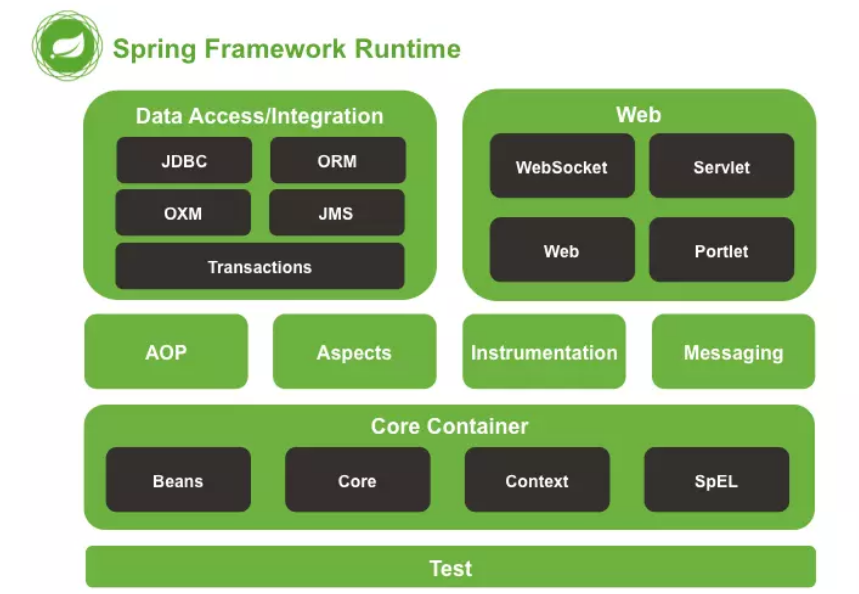 Spring Framework Runtime
Data Access/Integration
JDBC
ORM
OXM
JMS
Transactions
Web
WebSocket
Servlet
Web
Portlet
AOP
Aspects
Instrumentation
Messaging
Core Container
Beans
Core
Context
SpEL
Test